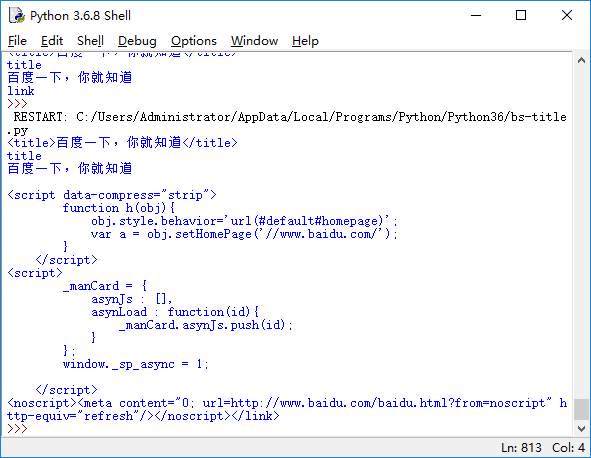 Python 3.6.8 Shell
File Edit Shell Debug Options Window Help
<title>百度一下，你就知道</title>
title
百度一下，你就知道
link
>>>
 RESTART: C:/Users/Administrator/AppData/Local/Programs/Python/Python36/bs-title
.py
<title>百度一下，你就知道</title>
title
百度一下，你就知道

<script data-compress="strip">
        function h(obj){
            obj.style.behavior='url(#default#homepage)';
            var a = obj.setHomePage('//www.baidu.com/');
        }
    </script>
<script>
        _manCard = {
            asynJs : [],
            asynLoad : function(id){
                _manCard.asynJs.push(id);
            }
        };
        window._sp_async = 1;

    </script>
<noscript><meta content="0; url=http://www.baidu.com/baidu.html?from=noscript" h
ttp-equiv="refresh"/></noscript></link>
>>>
Ln: 813 Col: 4